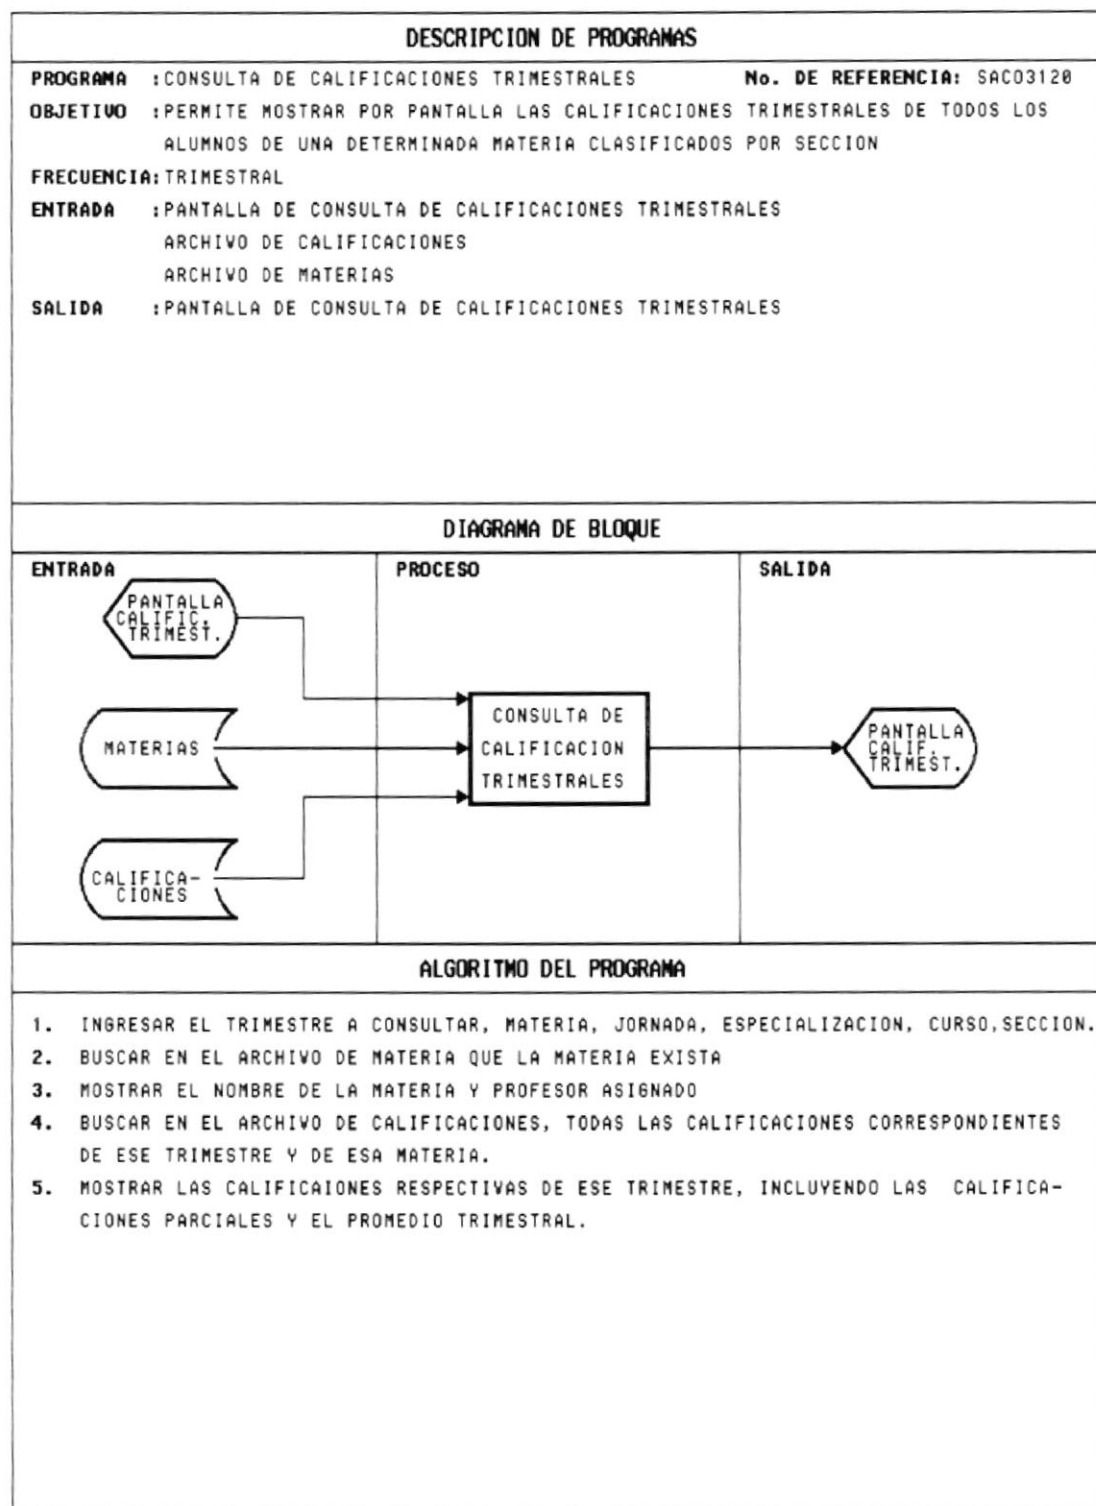 DESCRIPCION DE PROGRAMAS
PROGRAMA :CONSULTA DE CALIFICACIONES TRIMESTRALES No. DE REFERENCIA: SACO3120
OBJETIVO :PERMITE MOSTRAR POR PANTALLA LAS CALIFICACIONES TRIMESTRALES DE TODOS LOS
ALUMNOS DE UNA DETERMINADA MATERIA CLASIFICADOS POR SECCION
FRECUENCIA:TRIMESTRAL
ENTRADA :PANTALLA DE CONSULTA DE CALIFICACIONES TRIMESTRALES
ARCHIVO DE CALIFICACIONES
ARCHIVO DE MATERIAS
SALIDA :PANTALLA DE CONSULTA DE CALIFICACIONES TRIMESTRALES
DIAGRAMA DE BLOQUE
ENTRADA
PANTALLA
CALIFIC.
TRIMEST.
MATERIAS
CALIFICA-
CIONES
PROCESO
CONSULTA DE
CALIFICACION
TRIMESTRALES
SALIDA
PANTALLA
CALIF.
TRIMEST.
ALGORITMO DEL PROGRAMA
1. INGRESAR EL TRIMESTRE A CONSULTAR, MATERIA, JORNADA, ESPECIALIZACION, CURSO,SECCION.
2. BUSCAR EN EL ARCHIVO DE MATERIA QUE LA MATERIA EXISTA
3. MOSTRAR EL NOMBRE DE LA MATERIA Y PROFESOR ASIGNADO
4. BUSCAR EN EL ARCHIVO DE CALIFICACIONES, TODAS LAS CALIFICACIONES CORRESPONDIENTES
DE ESE TRIMESTRE Y DE ESA MATERIA.
5. MOSTRAR LAS CALIFICAIONES RESPECTIVAS DE ESE TRIMESTRE, INCLUYENDO LAS CALIFICA-
CIONES PARCIALES Y EL PROMEDIO TRIMESTRAL.